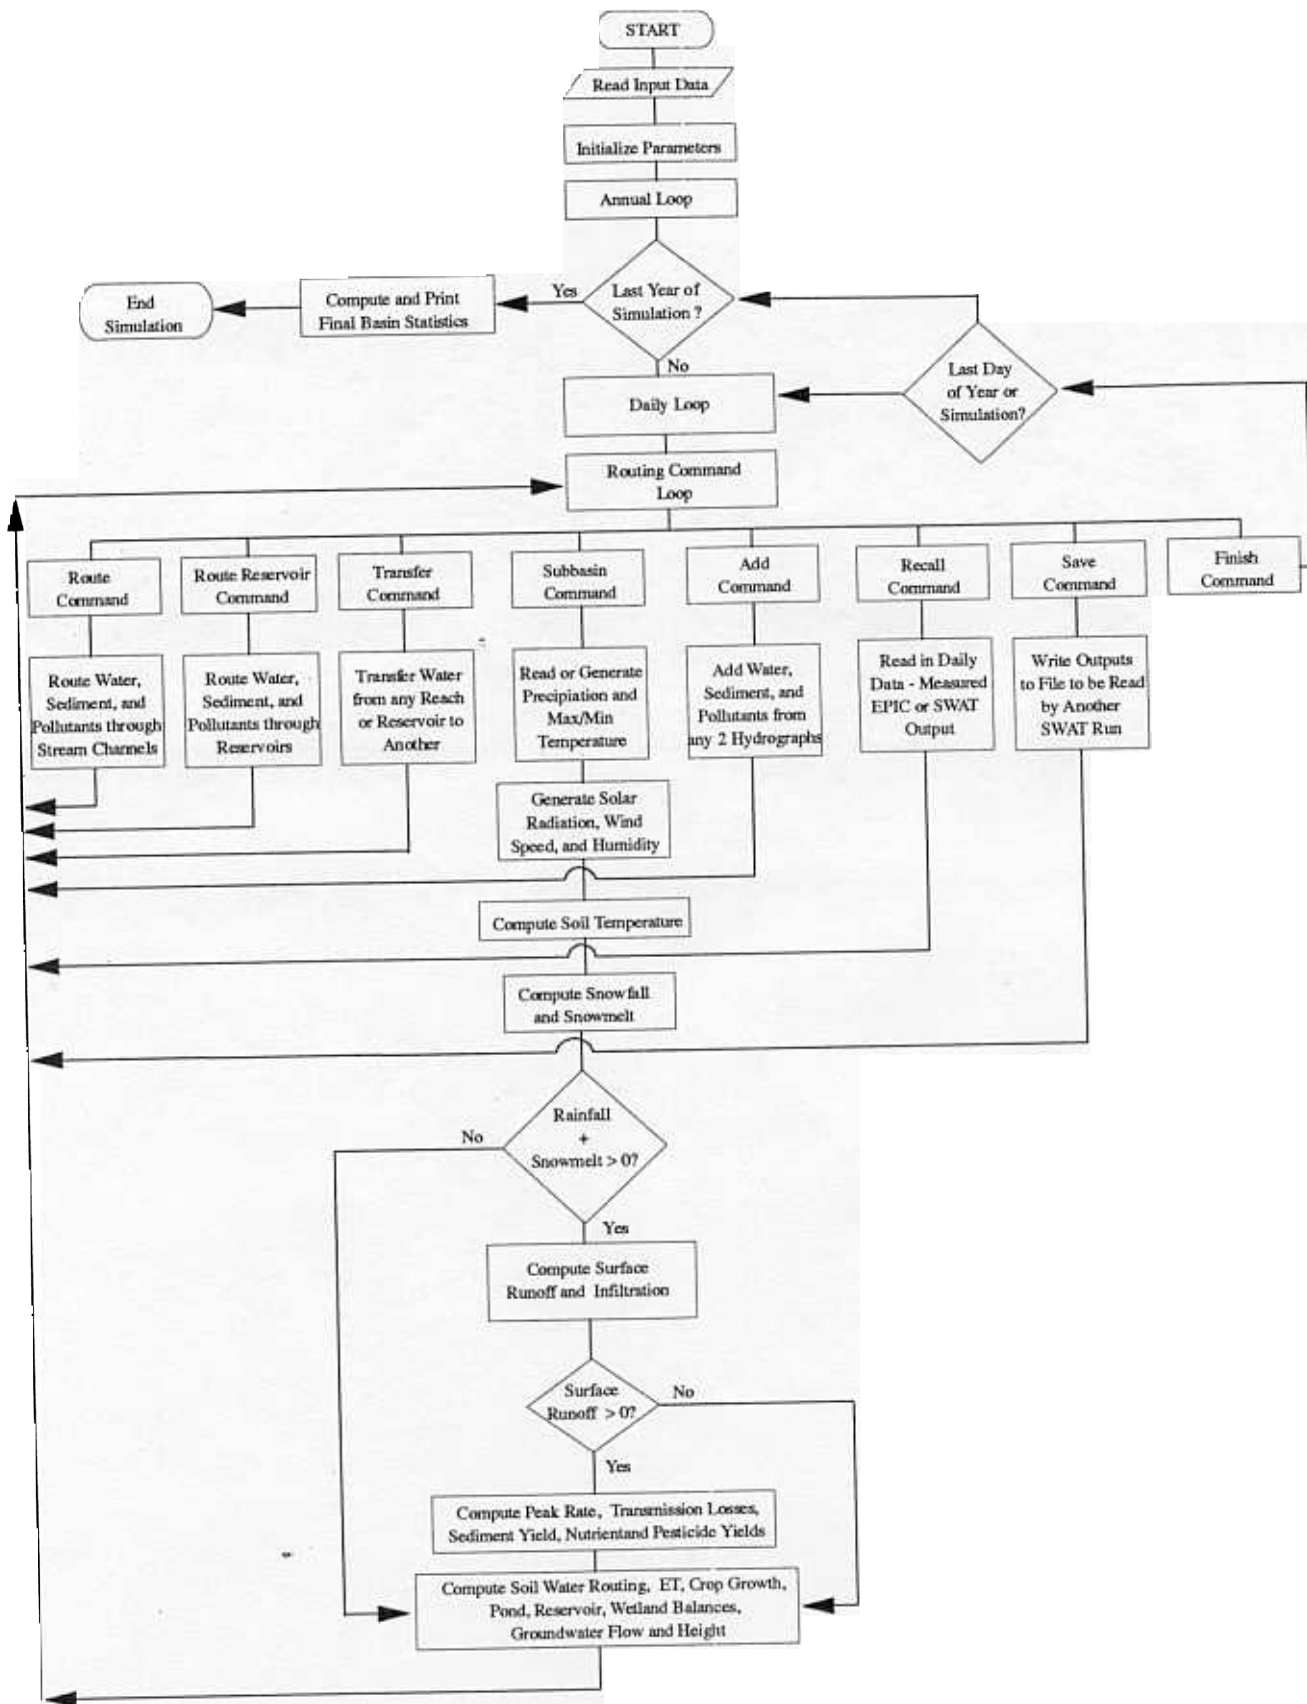 START
Read Input Data
Initialize Parameters
Annual Loop
Last Year of
Simulation ?
Yes
Compute and Print
Final Basin Statistics
End
Simulation
No
Last Day
of Year or
Simulation?
Daily Loop
Routing Command
Loop
Route
Command
Route Reservoir
Command
Transfer
Command
Subbasin
Command
Add
Command
Recall
Command
Save
Command
Finish
Command
Route Water,
Sediment, and
Pollutants through
Stream Channels
Route Water,
Sediment, and
Pollutants through
Reservoirs
Transfer Water
from any Reach
or Reservoir to
Another
Read or Generate
Precipiation and
Max/Min
Temperature
Add Water,
Sediment, and
Pollutants from
any 2 Hydrographs
Read in Daily
Data - Measured
EPIC or SWAT
Output
Write Outputs
to File to be Read
by Another
SWAT Run
Generate Solar
Radiation, Wind
Speed, and Humidity
Compute Soil Temperature
Compute Snowfall
and Snowmelt
Rainfall
+
Snowmelt > 0?
No
Yes
Compute Surface
Runoff and Infiltration
Surface
Runoff > 0?
No
Yes
Compute Peak Rate, Transmission Losses,
Sediment Yield, Nutrientand Pesticide Yields
Compute Soil Water Routing, ET, Crop Growth,
Pond, Reservoir, Wetland Balances,
Groundwater Flow and Height